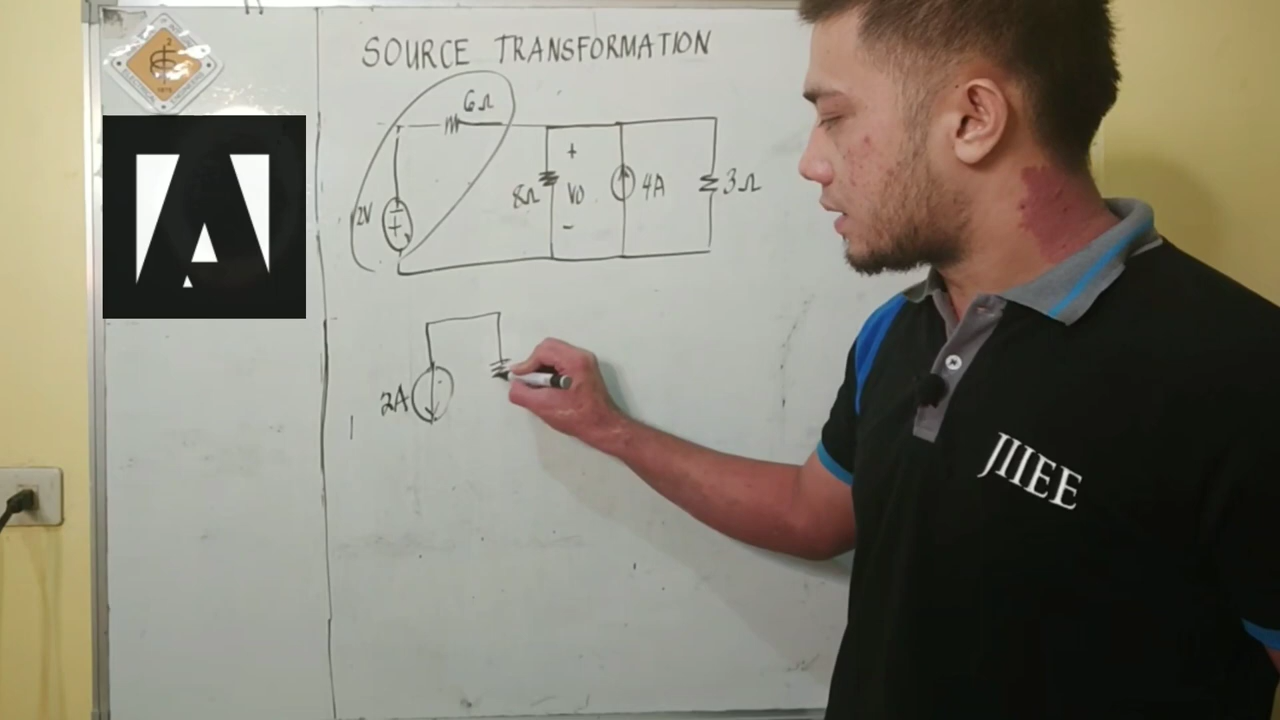 SOURCE TRANSFORMATION
6Ω
2V
8Ω
+
Vo
-
4A
3Ω
2A
JIIEE